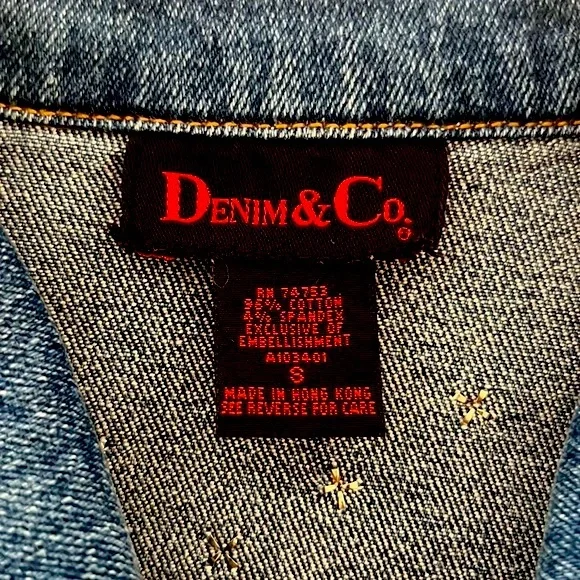 DENIM & CO.®
RN 74753
96% COTTON
4% SPANDEX
EXCLUSIVE OF
EMBELLISHMENT
A103401
S
MADE IN HONG KONG
SEE REVERSE FOR CARE